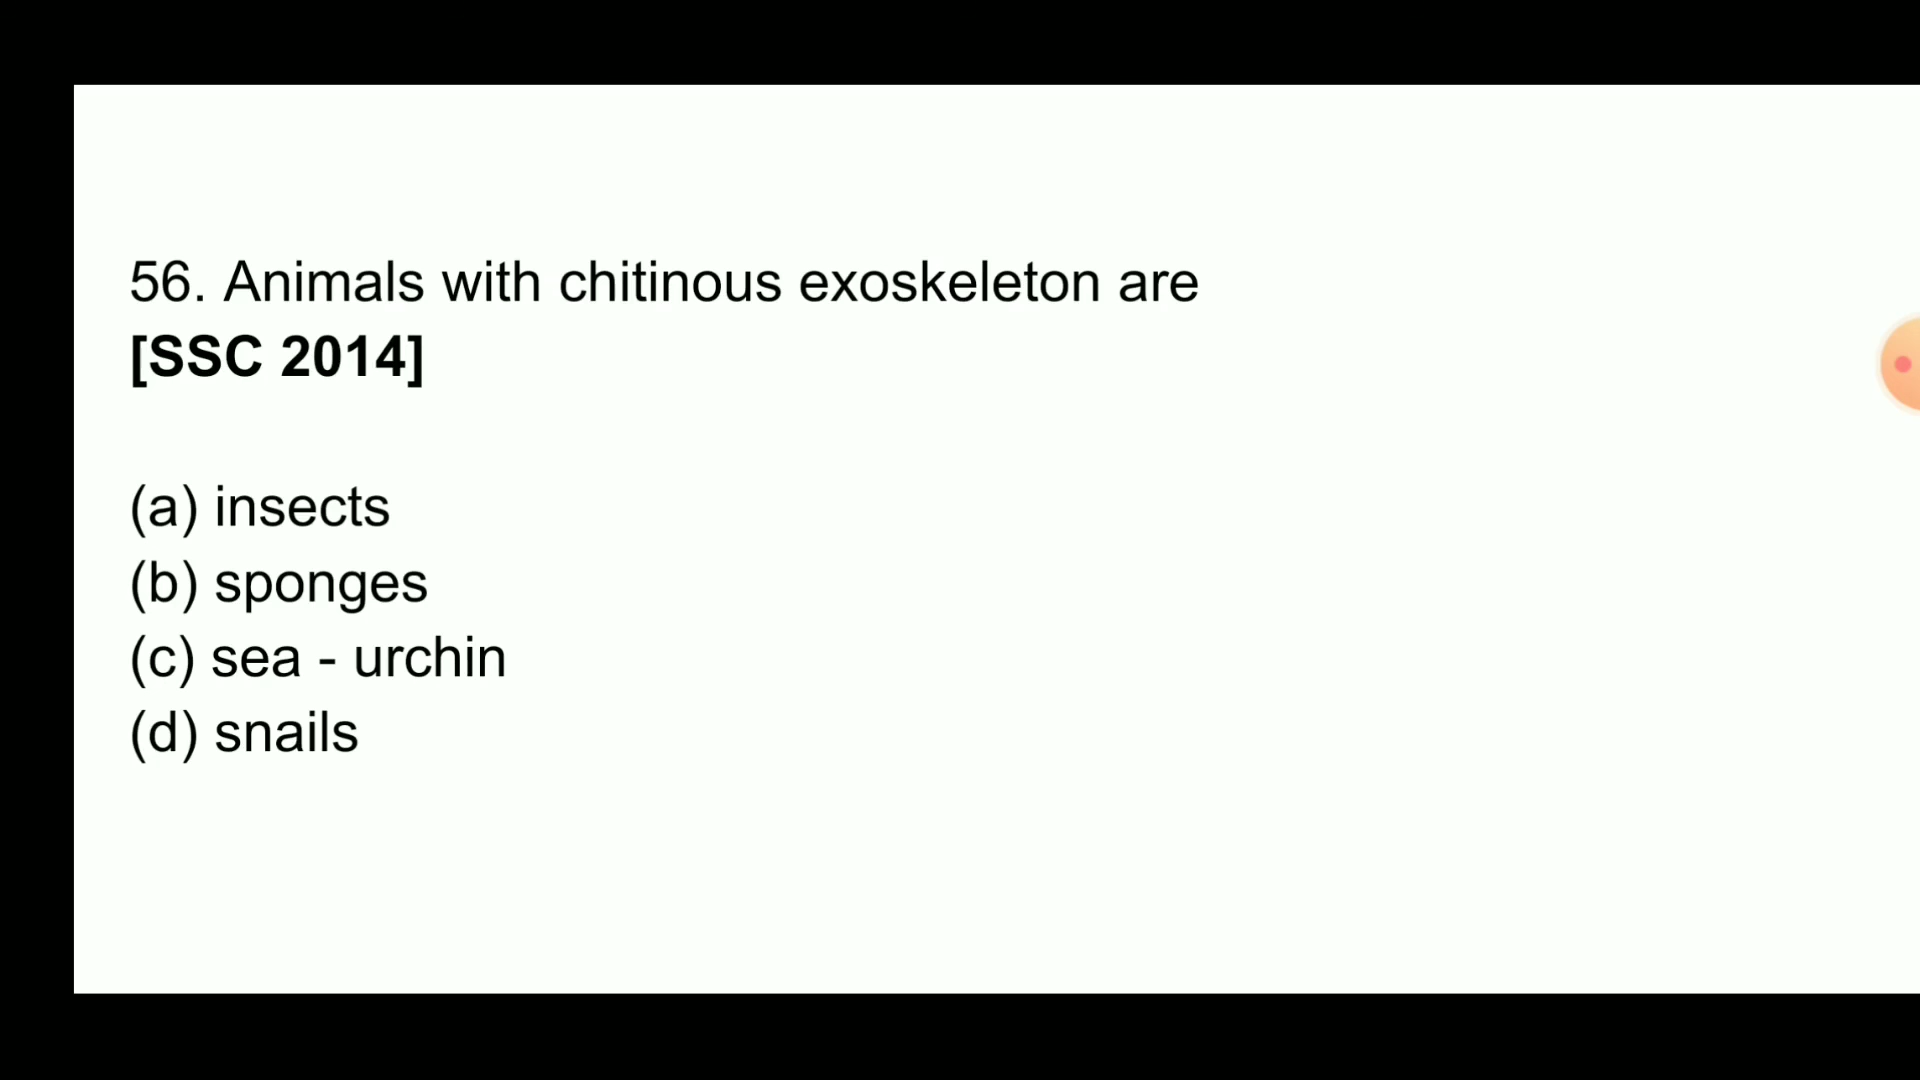 56. Animals with chitinous exoskeleton are
[SSC 2014]
(a) insects
(b) sponges
(c) sea - urchin
(d) snails